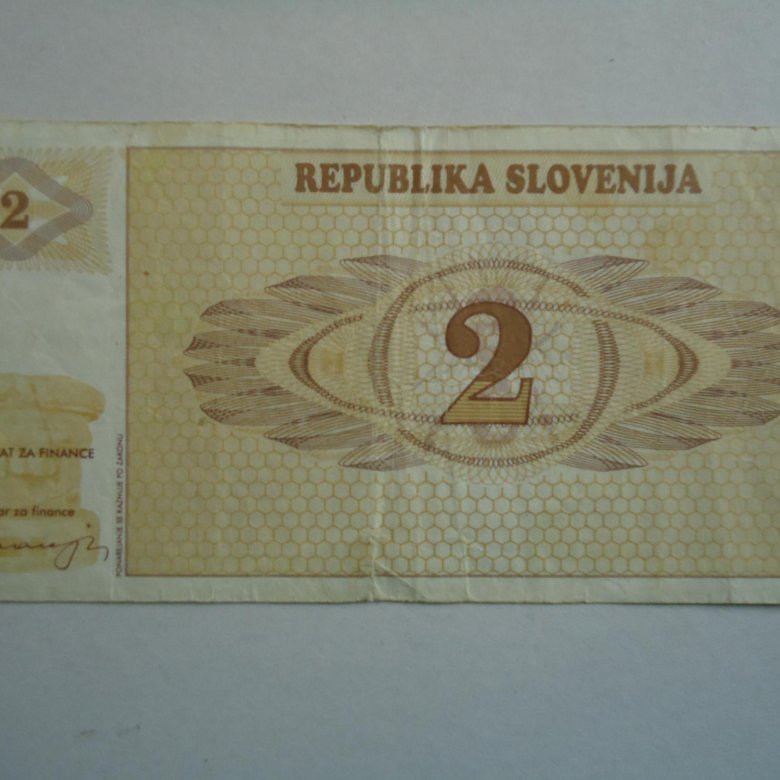 2
REPUBLIKA SLOVENIJA
2
AT ZA FINANCE
ar za finance
PONAREJANJE SE KAZNUJE PO ZAKONU